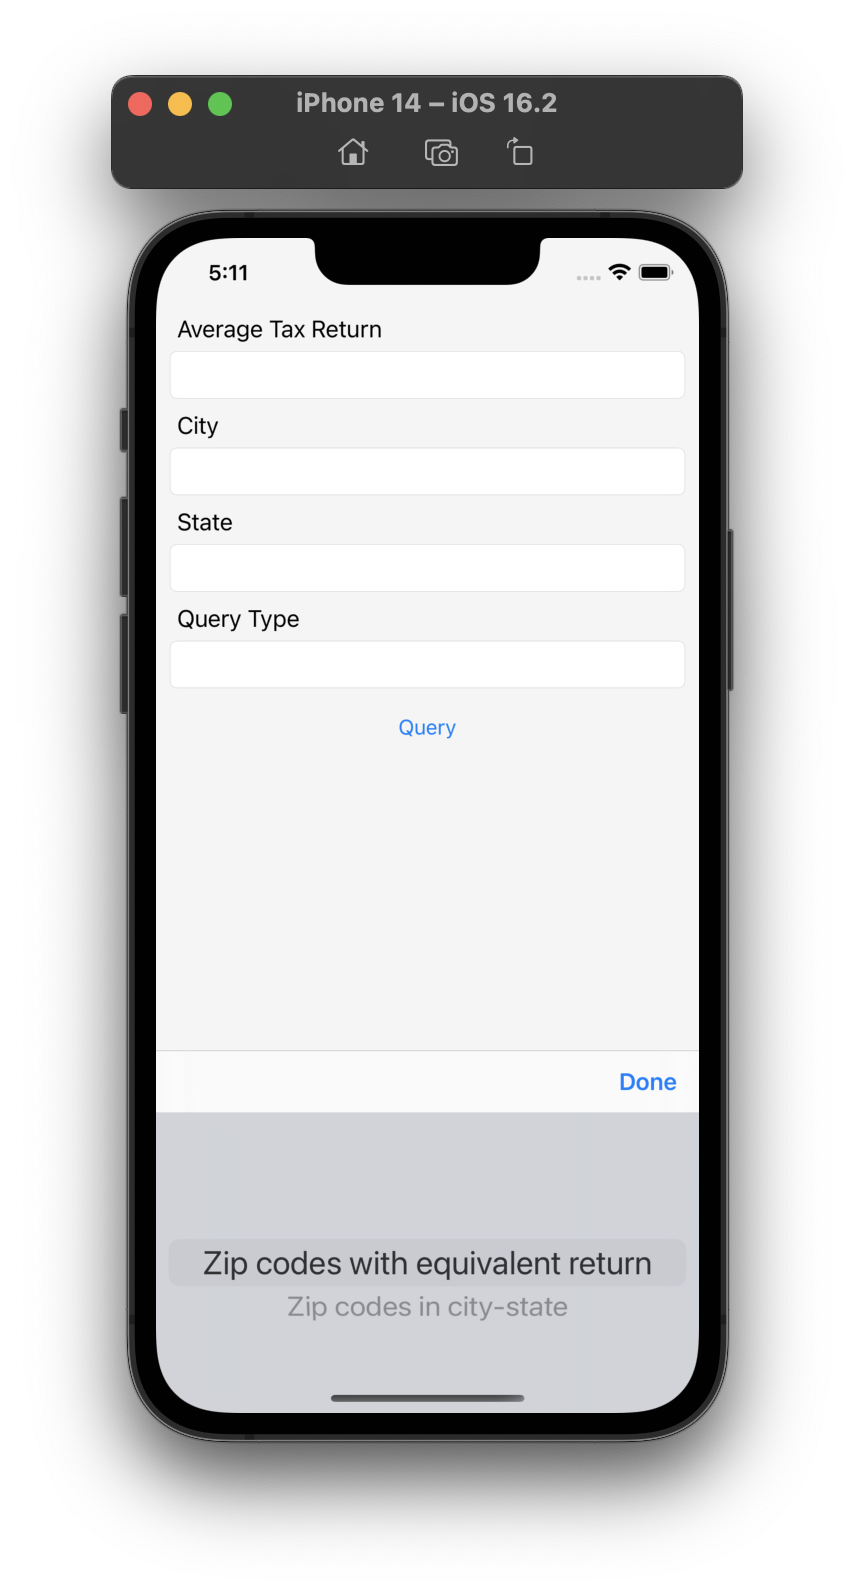 iPhone 14 – iOS 16.2
5:11
Average Tax Return
City
State
Query Type
Query
Done
Zip codes with equivalent return
Zip codes in city-state